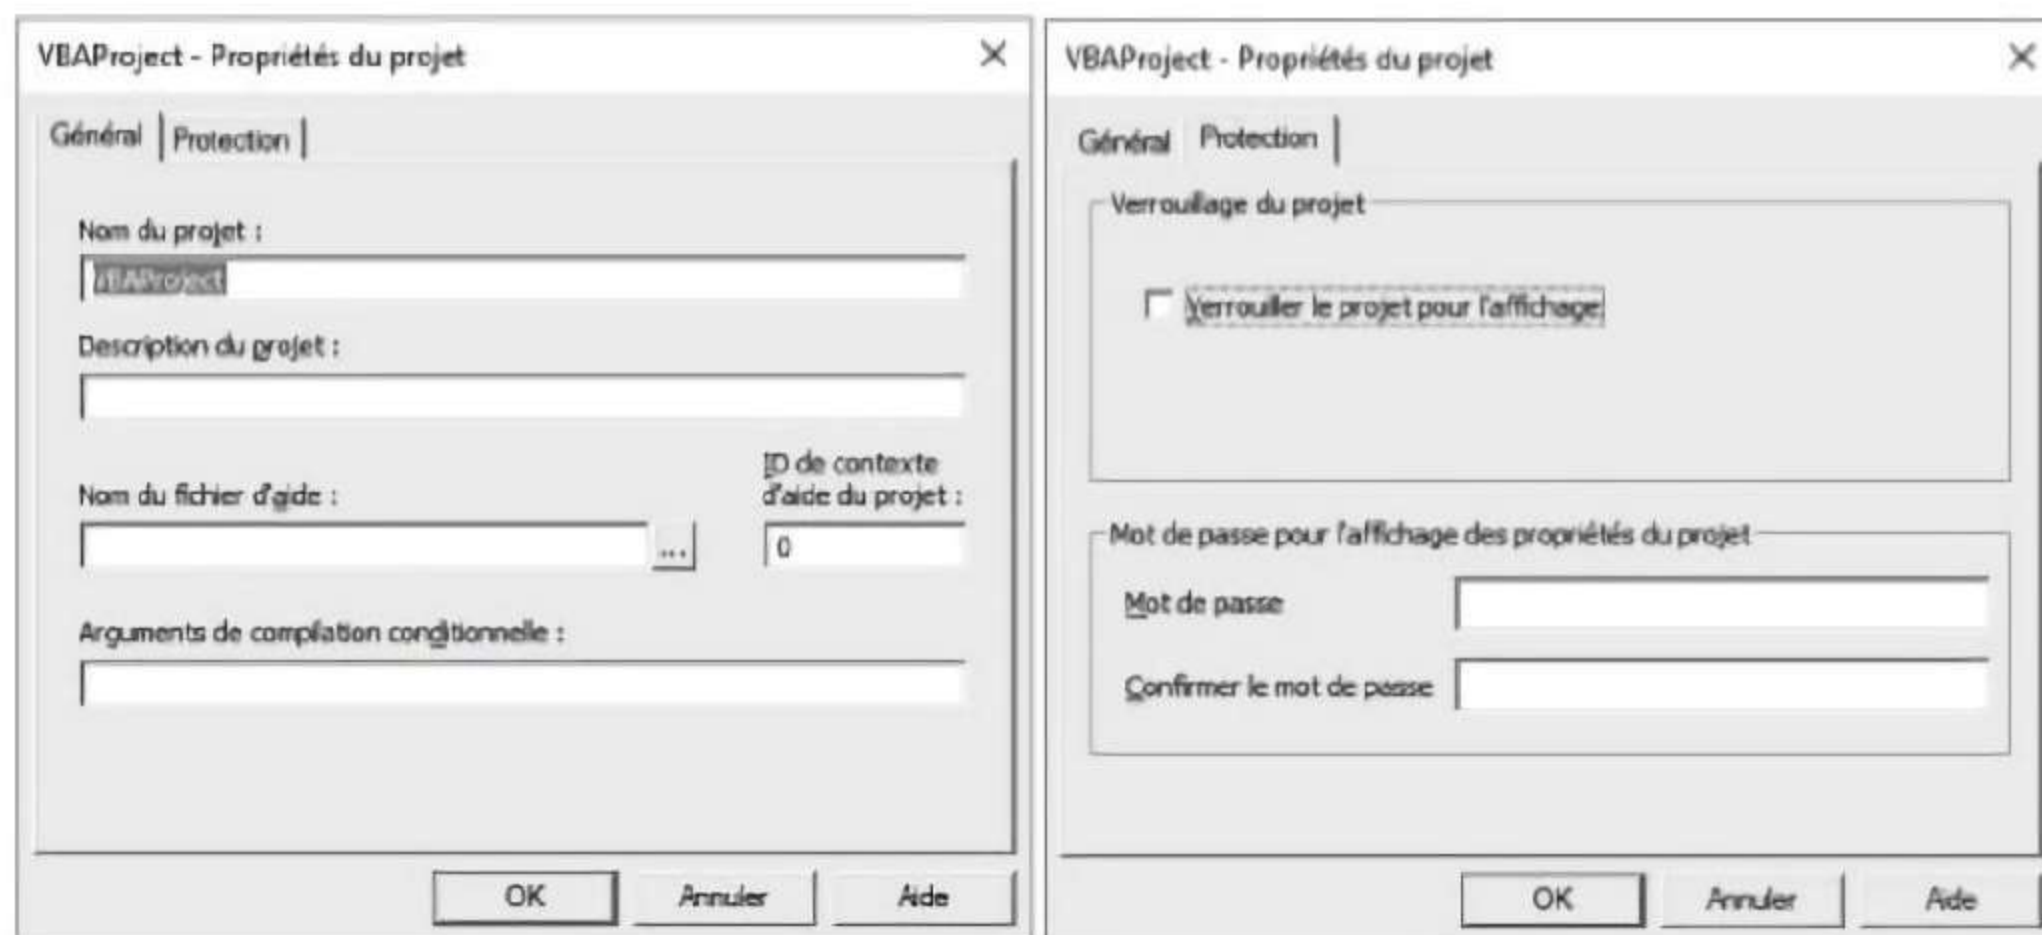 VBAProject - Propriétés du projet
Général
Protection
Nom du projet :
VBAProject
Description du projet :
Nom du fichier d'aide :
...
ID de contexte
d'aide du projet :
0
Arguments de compilation conditionnelle :
OK
Annuler
Aide
VBAProject - Propriétés du projet
Général
Protection
Verrouillage du projet
Verrouiller le projet pour l'affichage
Mot de passe pour l'affichage des propriétés du projet
Mot de passe
Confirmer le mot de passe
OK
Annuler
Aide